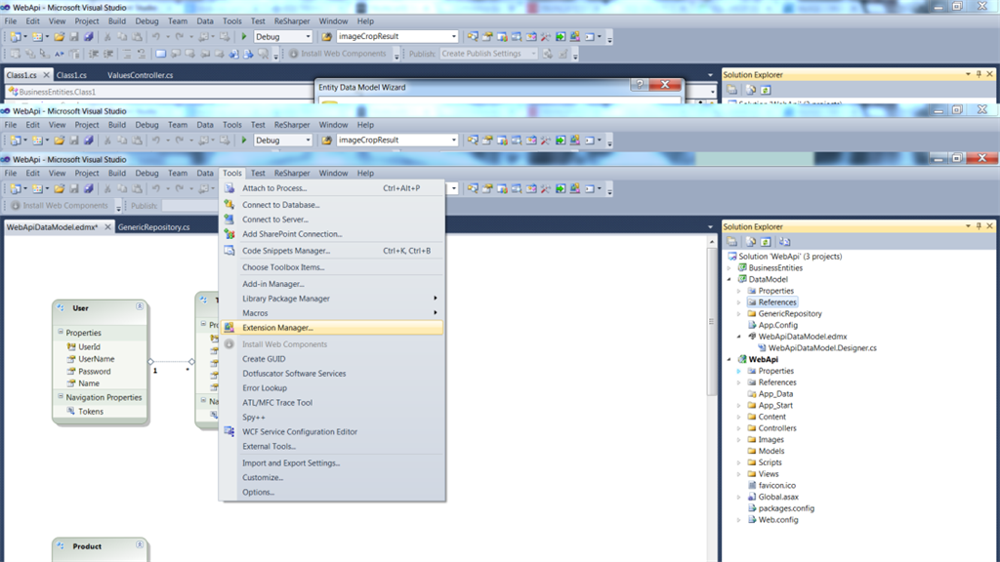 WebApi - Microsoft Visual Studio
File Edit View Project Build Debug Team Data Tools Test ReSharper Window Help
Debug imageCropResult
Install Web Components Publish: Create Publish Settings
Class1.cs Class1.cs ValuesController.cs
Solution Explorer
BusinessEntities.Class1
Entity Data Model Wizard
Solution 'WebApi' (3 projects)
WebApi - Microsoft Visual Studio
File Edit View Project Build Debug Team Data Tools Test ReSharper Window Help
Debug imageCropResult
WebApi - Microsoft Visual Studio
File Edit View Project Build Debug Team Data Tools Test ReSharper Window Help
Install Web Components Publish:
WebApiDataModel.edmx* GenericRepository.cs
User
Properties
UserId
UserName
Password
Name
Navigation Properties
Tokens
1 *
Product
Attach to Process... Ctrl+Alt+P
Connect to Database...
Connect to Server...
Add SharePoint Connection...
Code Snippets Manager... Ctrl+K, Ctrl+B
Choose Toolbox Items...
Add-in Manager...
Library Package Manager
Macros
Extension Manager...
Install Web Components
Create GUID
Dotfuscator Software Services
Error Lookup
ATL/MFC Trace Tool
Spy++
WCF Service Configuration Editor
External Tools...
Import and Export Settings...
Customize...
Options...
Solution Explorer
Solution 'WebApi' (3 projects)
BusinessEntities
DataModel
Properties
References
GenericRepository
App.Config
WebApiDataModel.edmx
WebApiDataModel.Designer.cs
WebApi
Properties
References
App_Data
App_Start
Content
Controllers
Images
Models
Scripts
Views
favicon.ico
Global.asax
packages.config
Web.config